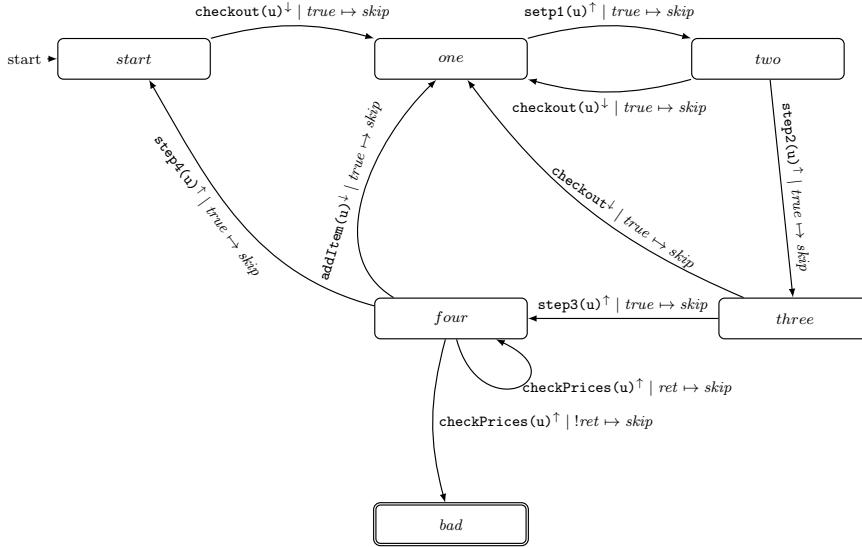 checkout(u)↓ | true ↦ skip
setp1(u)↑ | true ↦ skip
start
start
one
two
checkout(u)↓ | true ↦ skip
step2(u)↑ | true ↦ skip
step4(u)↑ | true ↦ skip
addItem(u)↓ | true ↦ skip
checkout↓ | true ↦ skip
four
step3(u)↑ | true ↦ skip
three
checkPrices(u)↑ | ret ↦ skip
checkPrices(u)↑ | !ret ↦ skip
bad